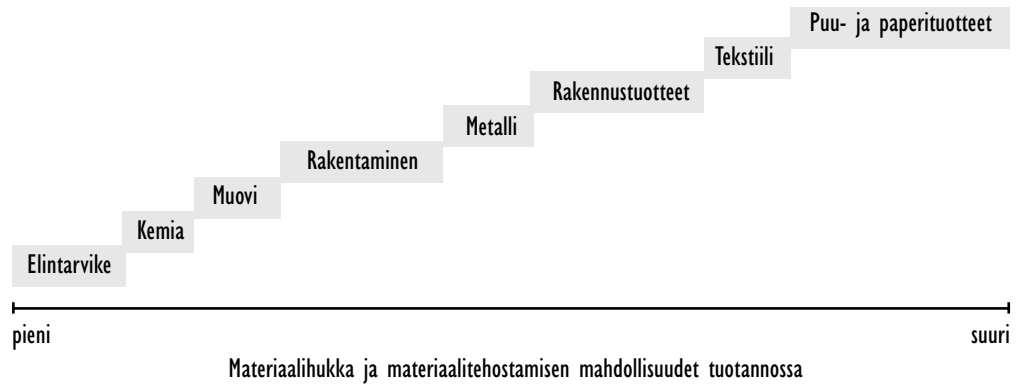 Puu- ja paperituotteet
Tekstiili
Rakennustuotteet
Metalli
Rakentaminen
Muovi
Kemia
Elintarvike
pieni
suuri
Materiaalihukka ja materiaalitehostamisen mahdollisuudet tuotannossa